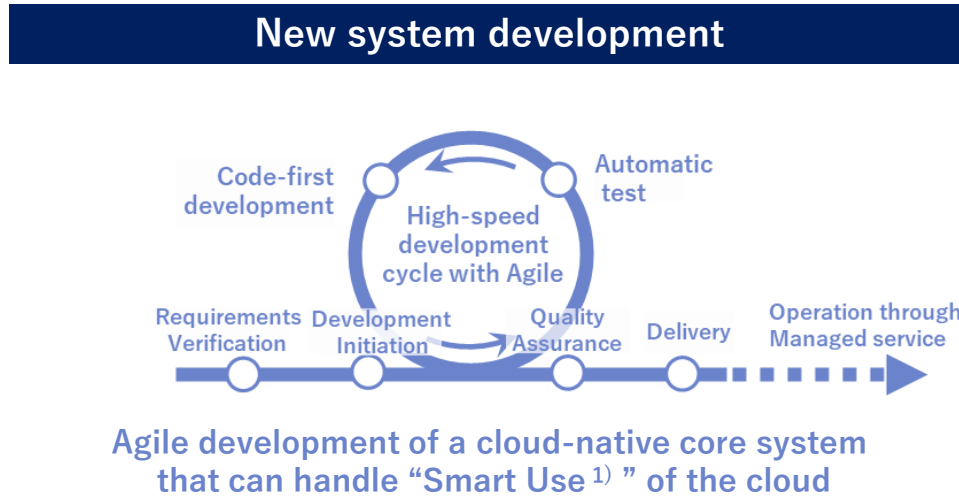 New system development
Code-first
development
Automatic
test
High-speed
development
cycle with Agile
Requirements
Verification
Development
Initiation
Quality
Assurance
Delivery
Operation through
Managed service
Agile development of a cloud-native core system
that can handle “Smart Use 1) ” of the cloud